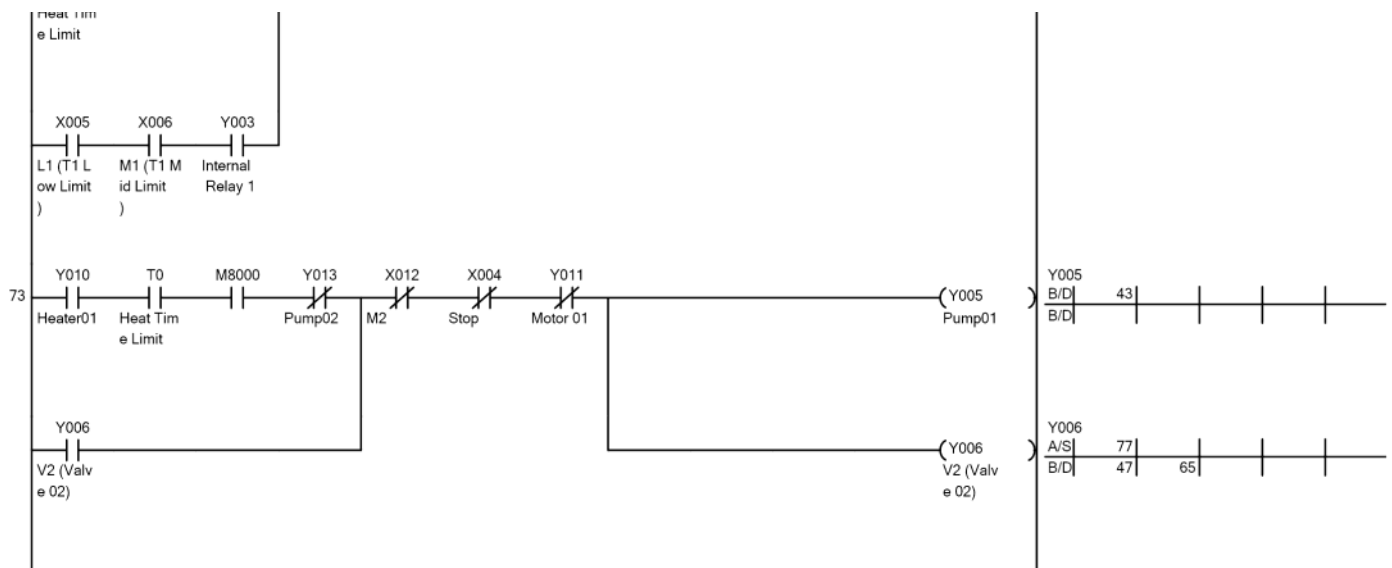 Heat Tim
e Limit
X005 X006 Y003
L1 (T1 L M1 (T1 M Internal
ow Limit id Limit Relay 1
) )
Y010 T0 M8000 Y013 X012 X004 Y011 Y005
73 (Y005 ) B/D 43
Heater01 Heat Tim Pump02 M2 Stop Motor 01 Pump01 B/D
e Limit
Y006 Y006
(Y006 ) A/S 77
V2 (Valv V2 (Valv B/D 47 65
e 02) e 02)